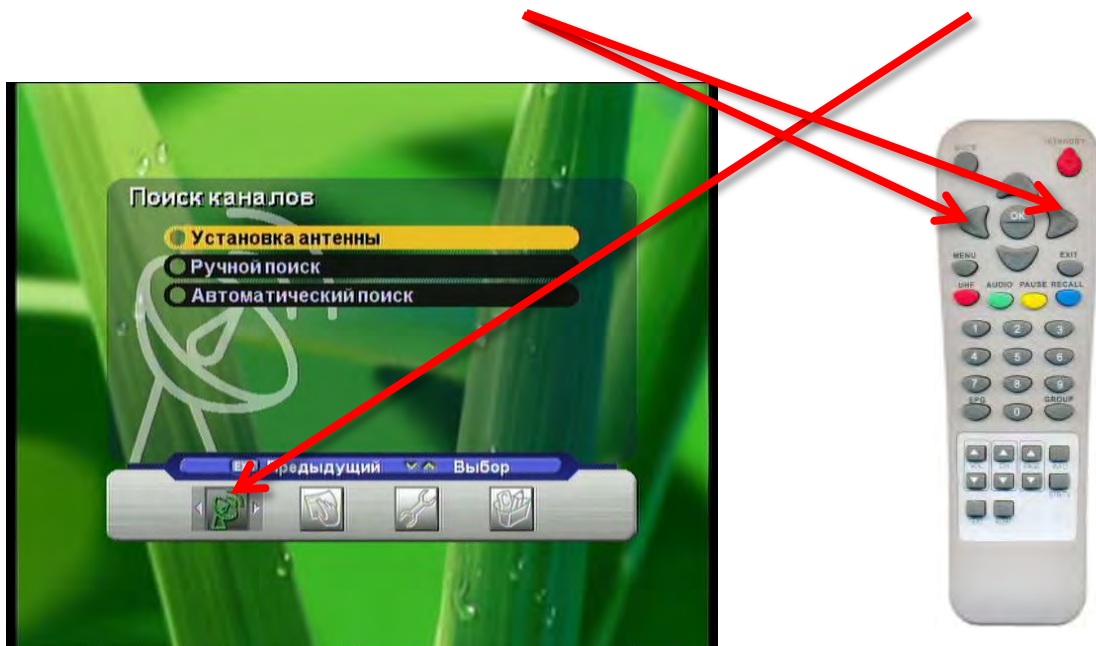 Поиск каналов
Установка антенны
Ручной поиск
Автоматический поиск
Предыдущий Выбор
STANDBY
OK
MENU EXIT
UHF AUDIO PAUSE RECALL
1 2 3
4 5 6
7 8 9
EPG GROUP
0